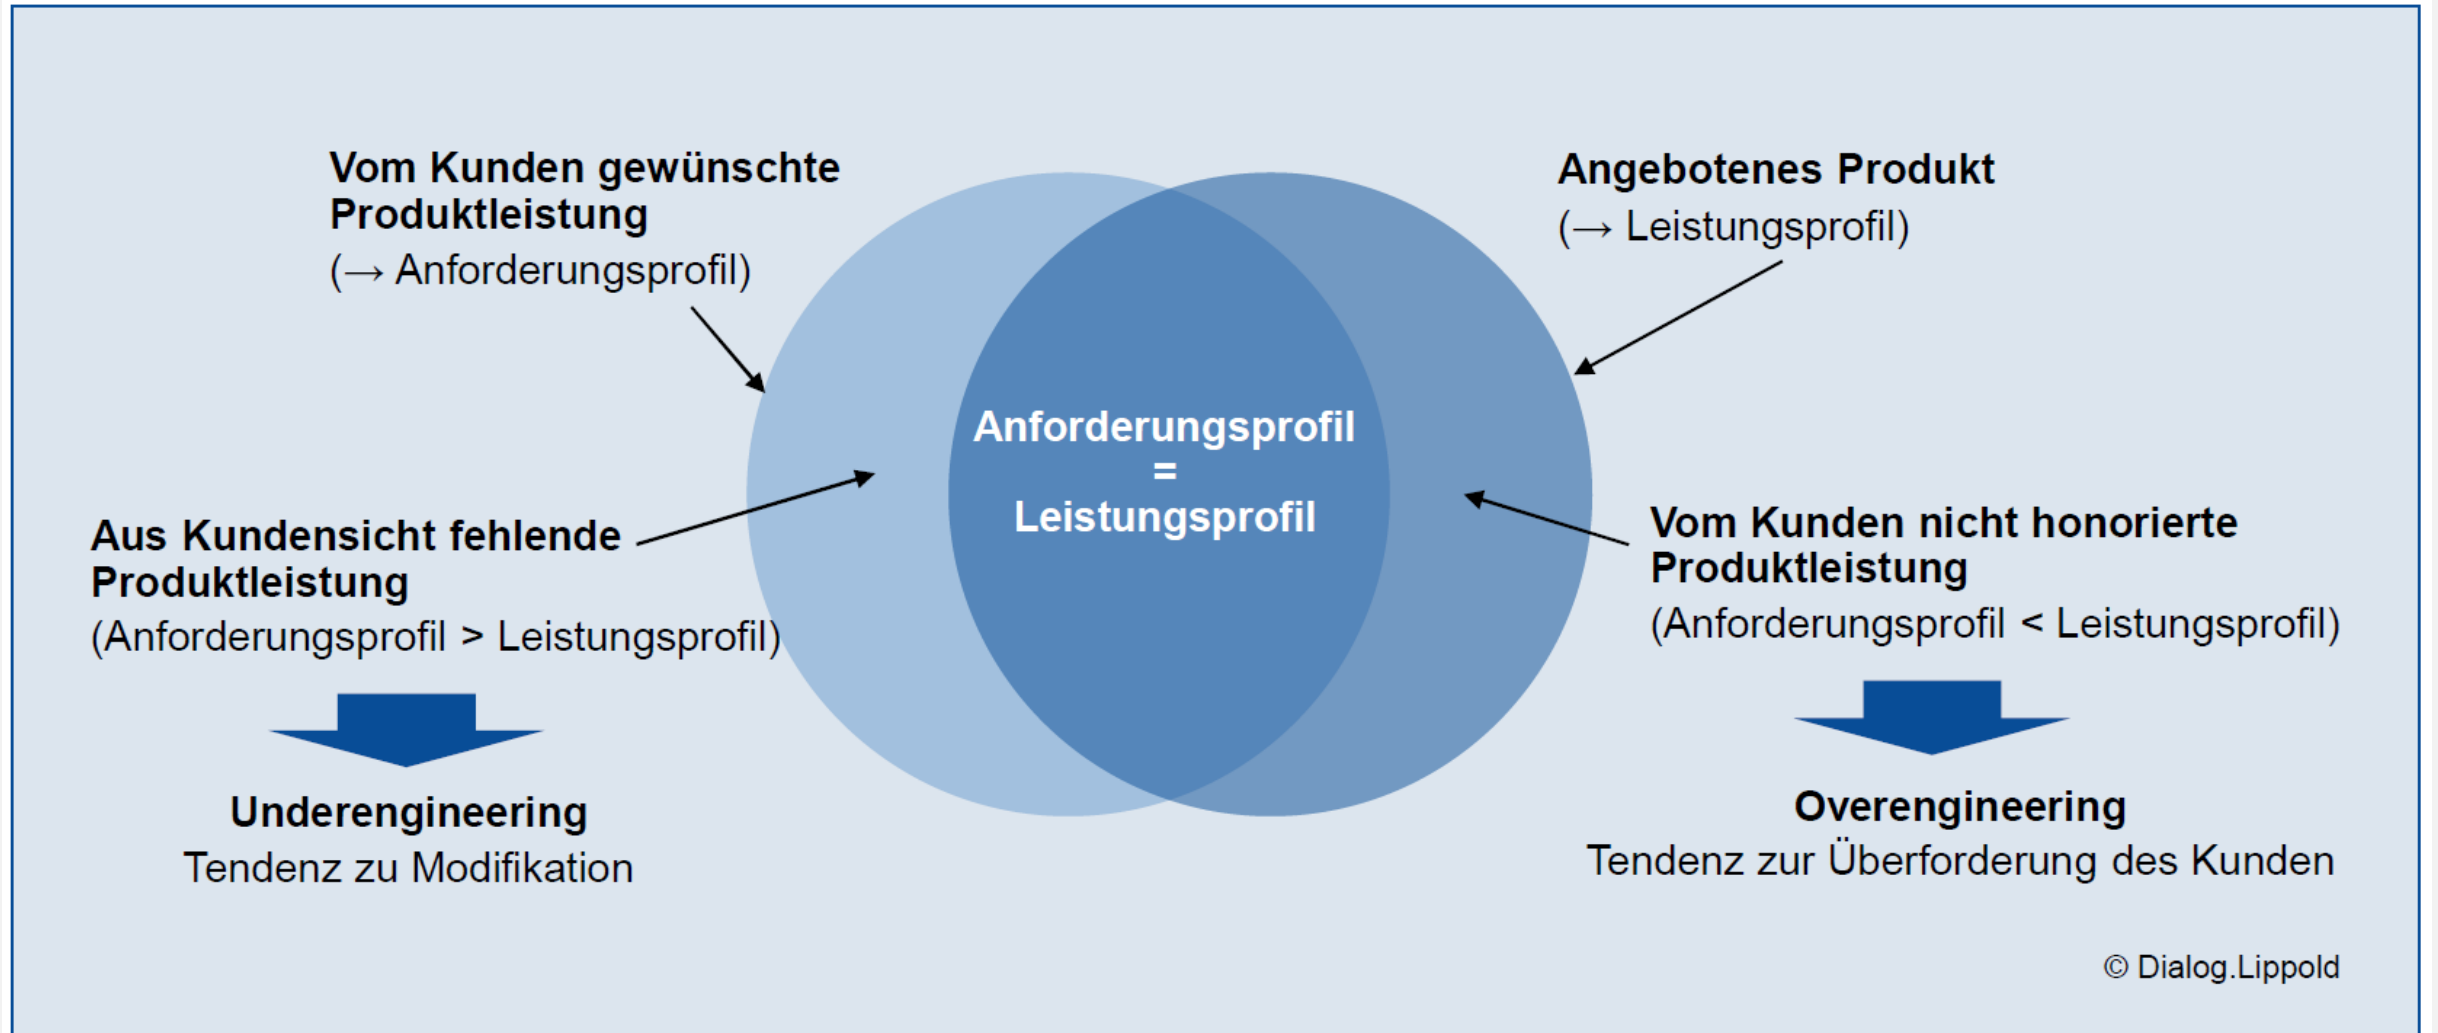 Vom Kunden gewünschte
Produktleistung
(→ Anforderungsprofil)
Angebotenes Produkt
(→ Leistungsprofil)
Anforderungsprofil
=
Leistungsprofil
Aus Kundensicht fehlende
Produktleistung
(Anforderungsprofil > Leistungsprofil)
Vom Kunden nicht honorierte
Produktleistung
(Anforderungsprofil < Leistungsprofil)
Underengineering
Tendenz zu Modifikation
Overengineering
Tendenz zur Überforderung des Kunden
© Dialog.Lippold